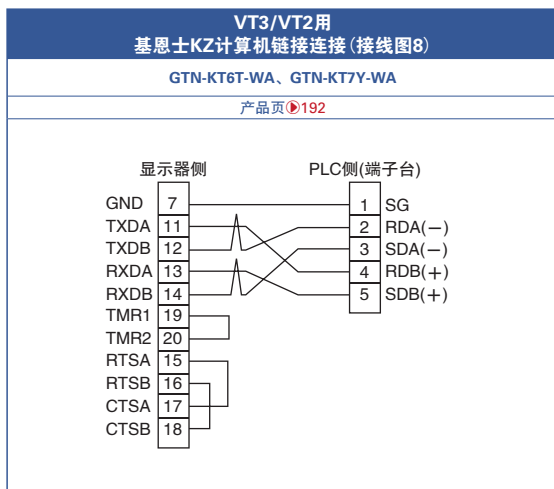 VT3/VT2用
基恩士KZ计算机链接连接(接线图8)
GTN-KT6T-WA、GTN-KT7Y-WA
产品页▶192
显示器侧 PLC侧(端子台)
GND 7 1 SG
TXDA 11 2 RDA(−)
TXDB 12 3 SDA(−)
RXDA 13 4 RDB(+)
RXDB 14 5 SDB(+)
TMR1 19
TMR2 20
RTSA 15
RTSB 16
CTSA 17
CTSB 18